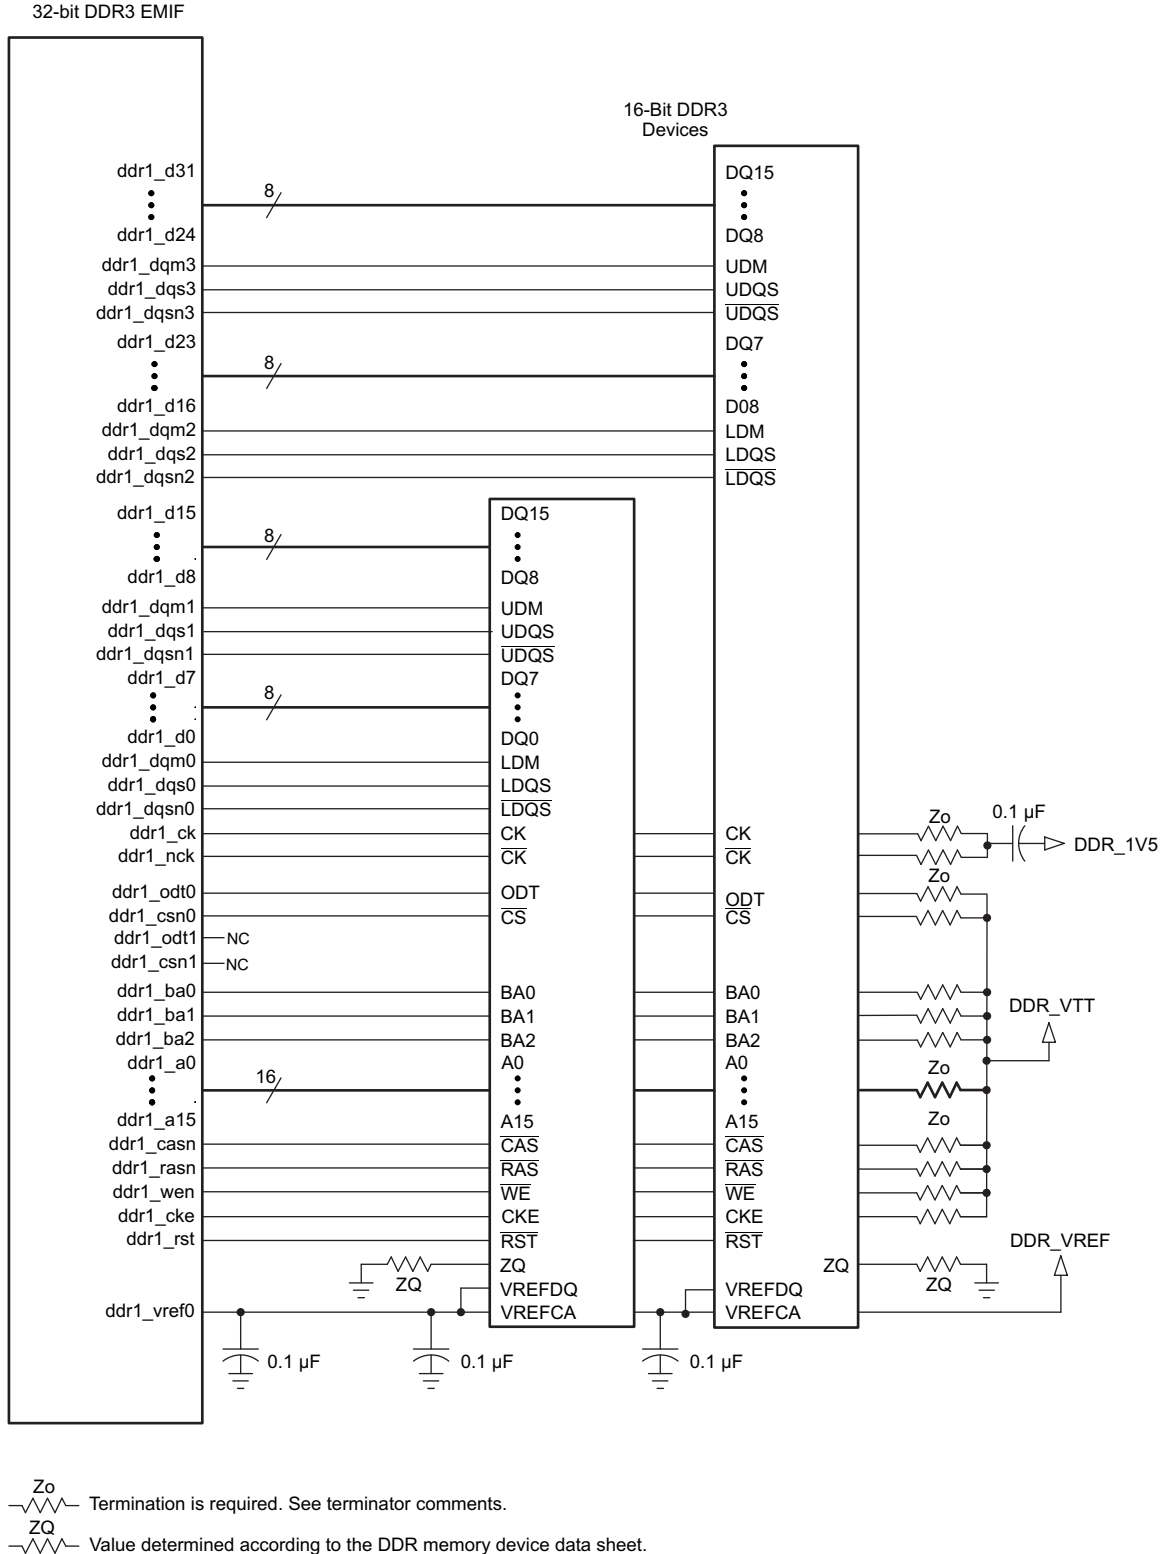 32-bit DDR3 EMIF
16-Bit DDR3
Devices
ddr1_d31
8
DQ15
ddr1_d24
DQ8
ddr1_dqm3
UDM
ddr1_dqs3
UDQS
ddr1_dqsn3
UDQS
ddr1_d23
8
DQ7
ddr1_d16
D08
ddr1_dqm2
LDM
ddr1_dqs2
LDQS
ddr1_dqsn2
LDQS
ddr1_d15
8
DQ15
ddr1_d8
DQ8
ddr1_dqm1
UDM
ddr1_dqs1
UDQS
ddr1_dqsn1
UDQS
ddr1_d7
8
DQ7
ddr1_d0
DQ0
ddr1_dqm0
LDM
ddr1_dqs0
LDQS
ddr1_dqsn0
LDQS
ddr1_ck
CK
CK
Zo
0.1 µF
DDR_1V5
ddr1_nck
CK
CK
Zo
ddr1_odt0
ODT
ODT
ddr1_csn0
CS
CS
ddr1_odt1
NC
ddr1_csn1
NC
ddr1_ba0
BA0
BA0
DDR_VTT
ddr1_ba1
BA1
BA1
ddr1_ba2
BA2
BA2
ddr1_a0
A0
A0
16
Zo
ddr1_a15
A15
A15
Zo
ddr1_casn
CAS
CAS
ddr1_rasn
RAS
RAS
ddr1_wen
WE
WE
ddr1_cke
CKE
CKE
ddr1_rst
RST
RST
DDR_VREF
ZQ
ZQ
ZQ
ZQ
VREFDQ
VREFDQ
ddr1_vref0
VREFCA
VREFCA
0.1 µF
0.1 µF
0.1 µF
Zo
Termination is required. See terminator comments.
ZQ
Value determined according to the DDR memory device data sheet.